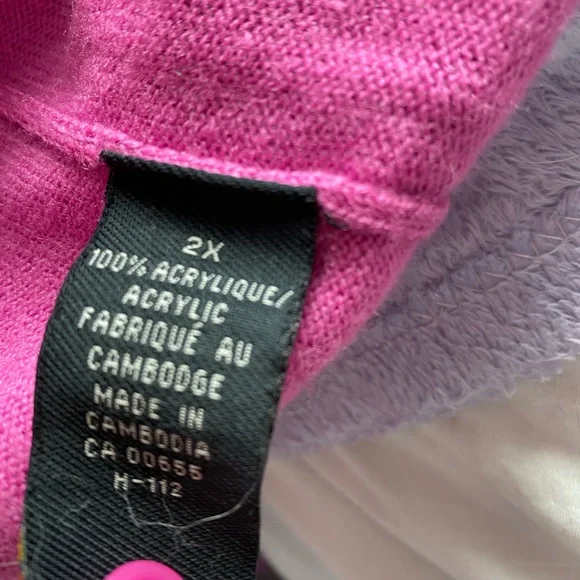 2X
100% ACRYLIQUE/
ACRYLIC
FABRIQUÉ AU
CAMBODGE
MADE IN
CAMBODIA
CA 00655
H-112